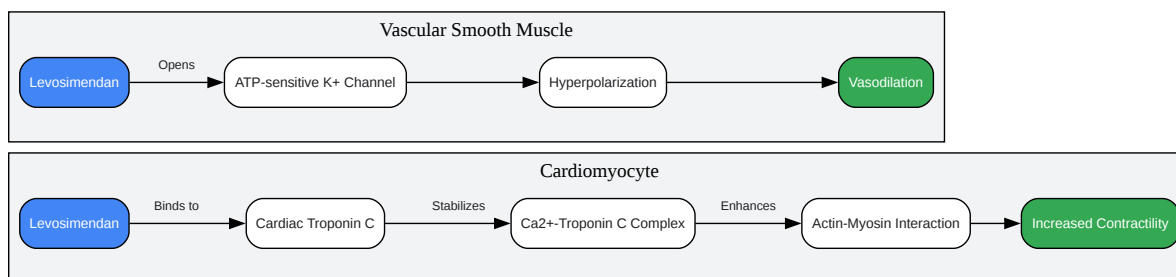 Vascular Smooth Muscle
Levosimendan
Opens
ATP-sensitive K+ Channel
Hyperpolarization
Vasodilation
Cardiomyocyte
Levosimendan
Binds to
Cardiac Troponin C
Stabilizes
Ca2+-Troponin C Complex
Enhances
Actin-Myosin Interaction
Increased Contractility